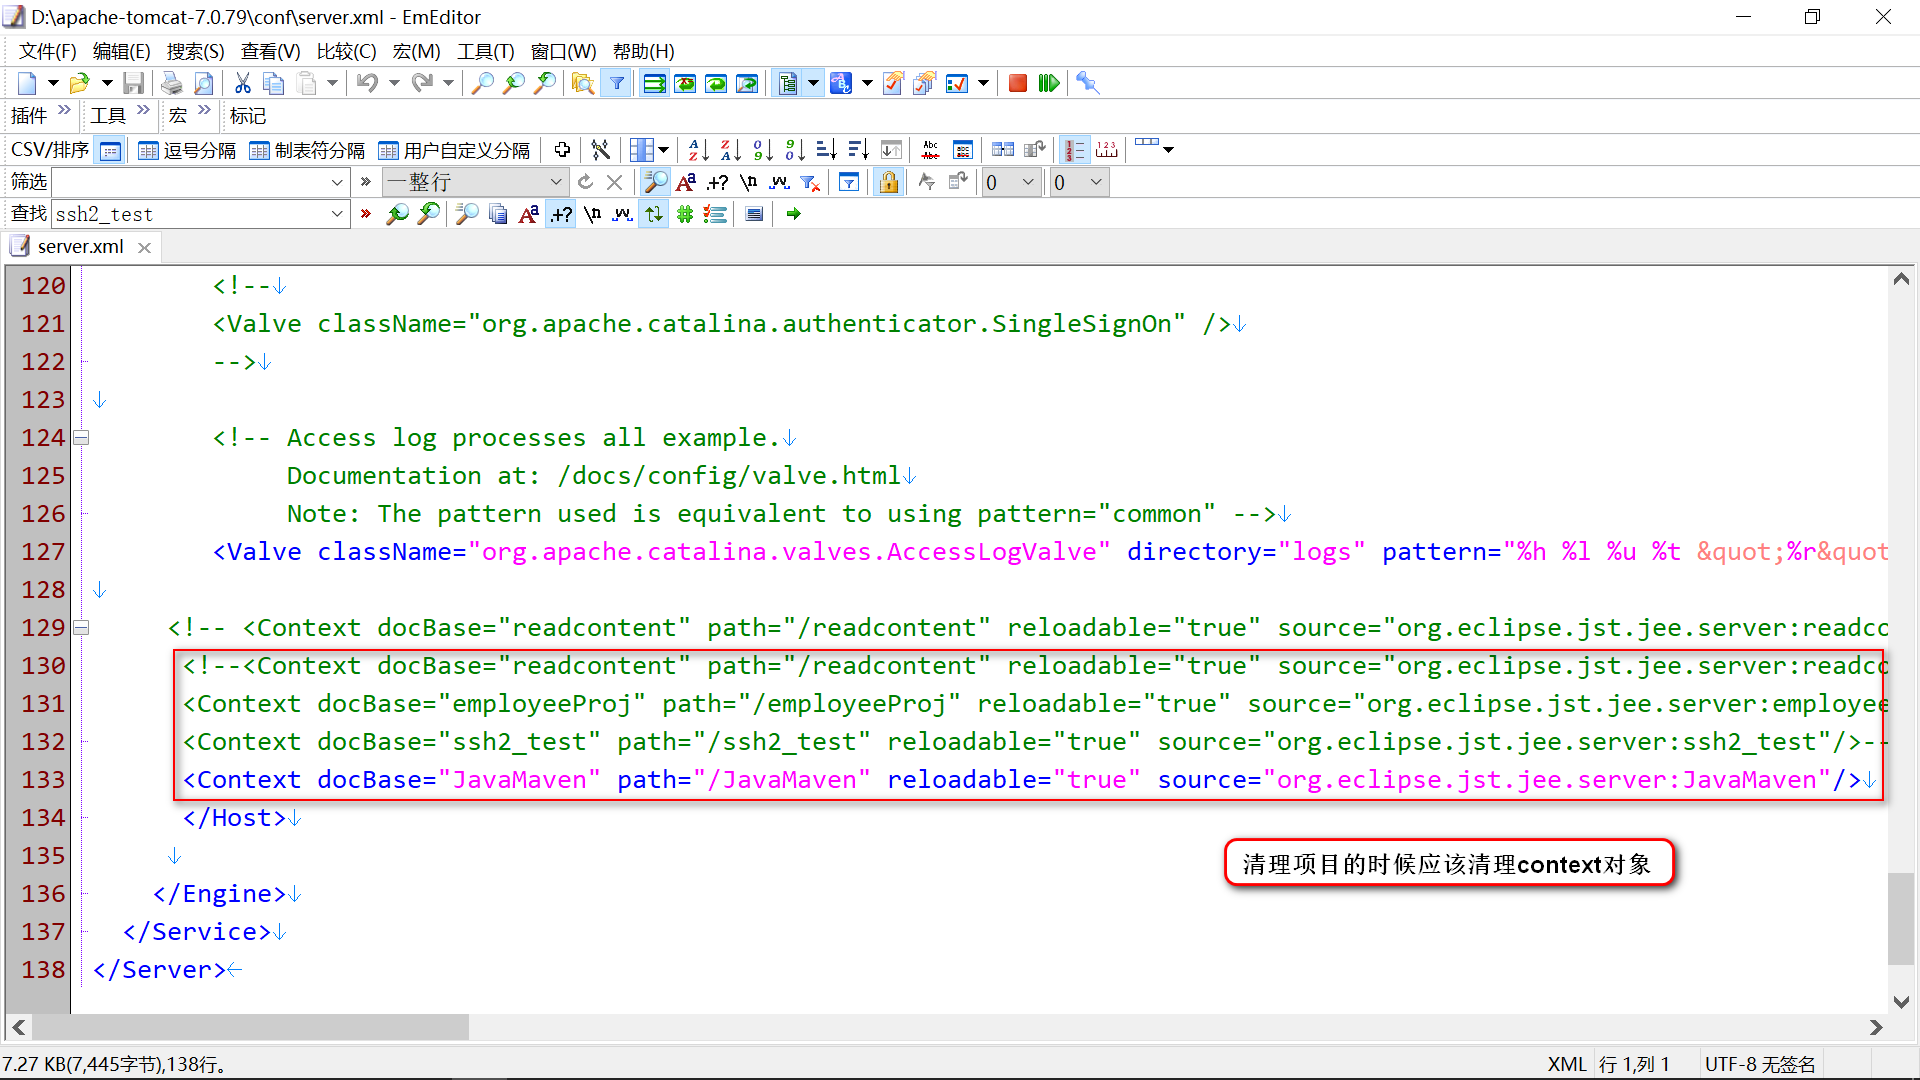 D:\apache-tomcat-7.0.79\conf\server.xml - EmEditor
文件(F) 编辑(E) 搜索(S) 查看(V) 比较(C) 宏(M) 工具(T) 窗口(W) 帮助(H)
插件 » 工具 » 宏 » 标记
CSV/排序 逗号分隔 制表符分隔 用户自定义分隔
筛选 » 一整行 0 0
查找 ssh2_test »
server.xml
120 <!--↓
121 <Valve className="org.apache.catalina.authenticator.SingleSignOn" />↓
122 -->↓
123 ↓
124 <!-- Access log processes all example.↓
125 Documentation at: /docs/config/valve.html↓
126 Note: The pattern used is equivalent to using pattern="common" -->↓
127 <Valve className="org.apache.catalina.valves.AccessLogValve" directory="logs" pattern="%h %l %u %t &quot;%r&quot
128 ↓
129 <!-- <Context docBase="readcontent" path="/readcontent" reloadable="true" source="org.eclipse.jst.jee.server:readco
130 <!--<Context docBase="readcontent" path="/readcontent" reloadable="true" source="org.eclipse.jst.jee.server:readco
131 <Context docBase="employeeProj" path="/employeeProj" reloadable="true" source="org.eclipse.jst.jee.server:employee
132 <Context docBase="ssh2_test" path="/ssh2_test" reloadable="true" source="org.eclipse.jst.jee.server:ssh2_test"/>--
133 <Context docBase="JavaMaven" path="/JavaMaven" reloadable="true" source="org.eclipse.jst.jee.server:JavaMaven"/>↓
134 </Host>↓
135 ↓
清理项目的时候应该清理context对象
136 </Engine>↓
137 </Service>↓
138 </Server>←
7.27 KB(7,445字节),138行。 XML 行 1,列 1 UTF-8 无签名